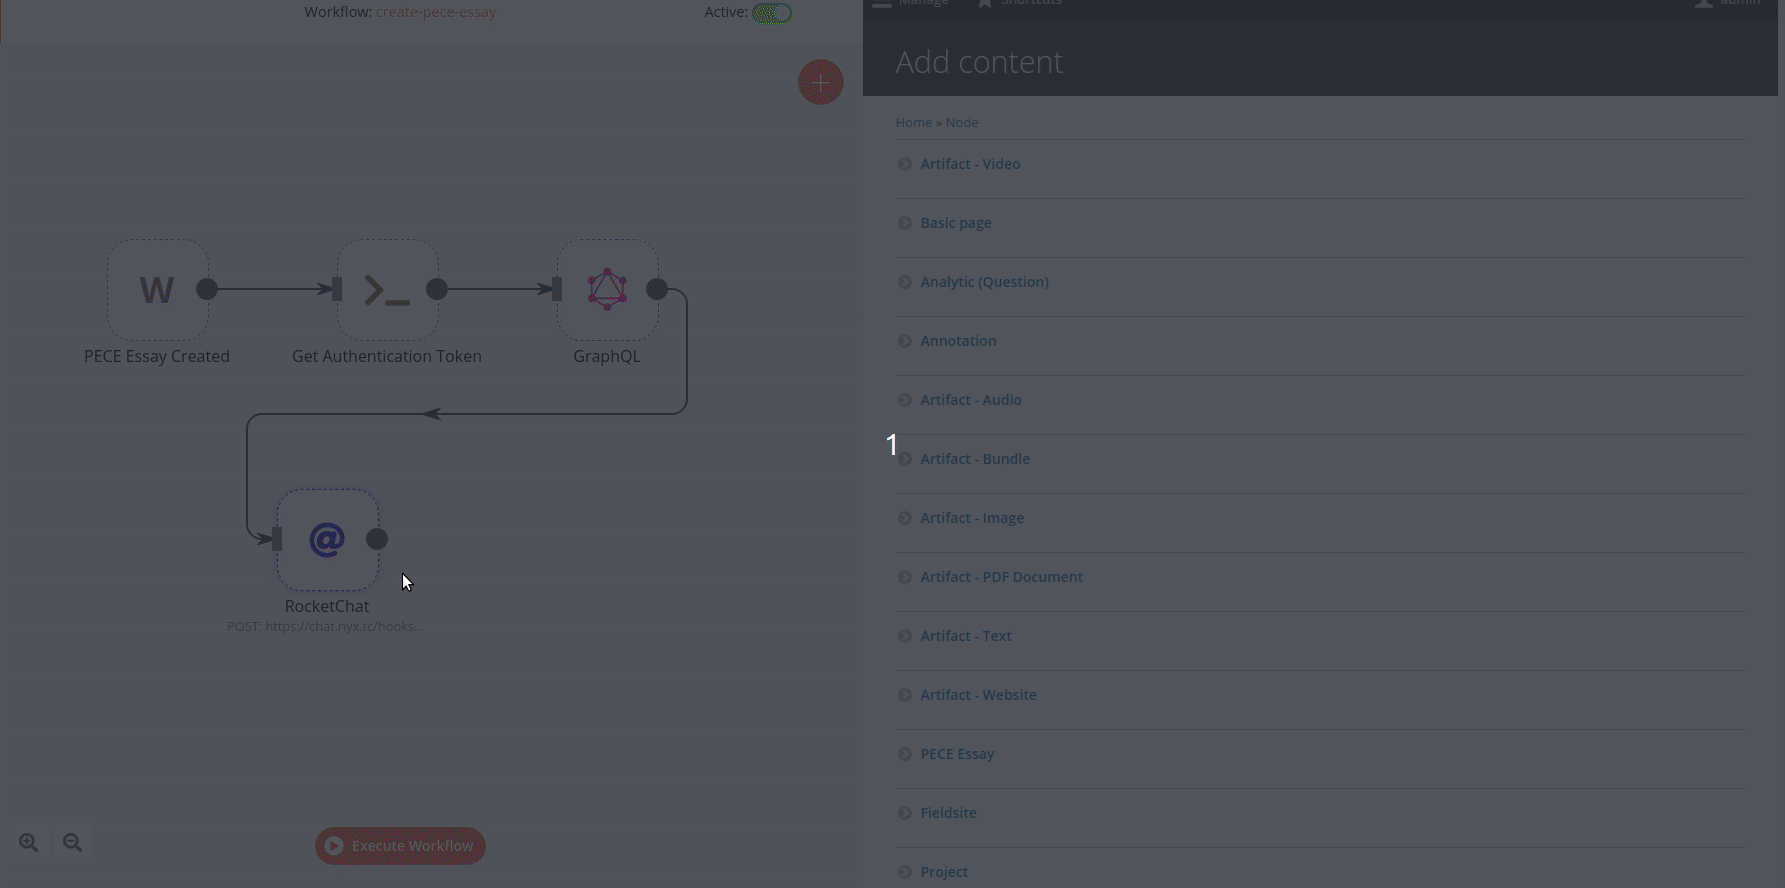 Workflow: create-pece-essay
Active:
W
PECE Essay Created
Get Authentication Token
GraphQL
@
RocketChat
POST: https://chat.nyx.tc/hooks...
Execute Workflow
Manage
Shortcuts
admin
Add content
Home » Node
Artifact - Video
Basic page
Analytic (Question)
Annotation
Artifact - Audio
1
Artifact - Bundle
Artifact - Image
Artifact - PDF Document
Artifact - Text
Artifact - Website
PECE Essay
Fieldsite
Project